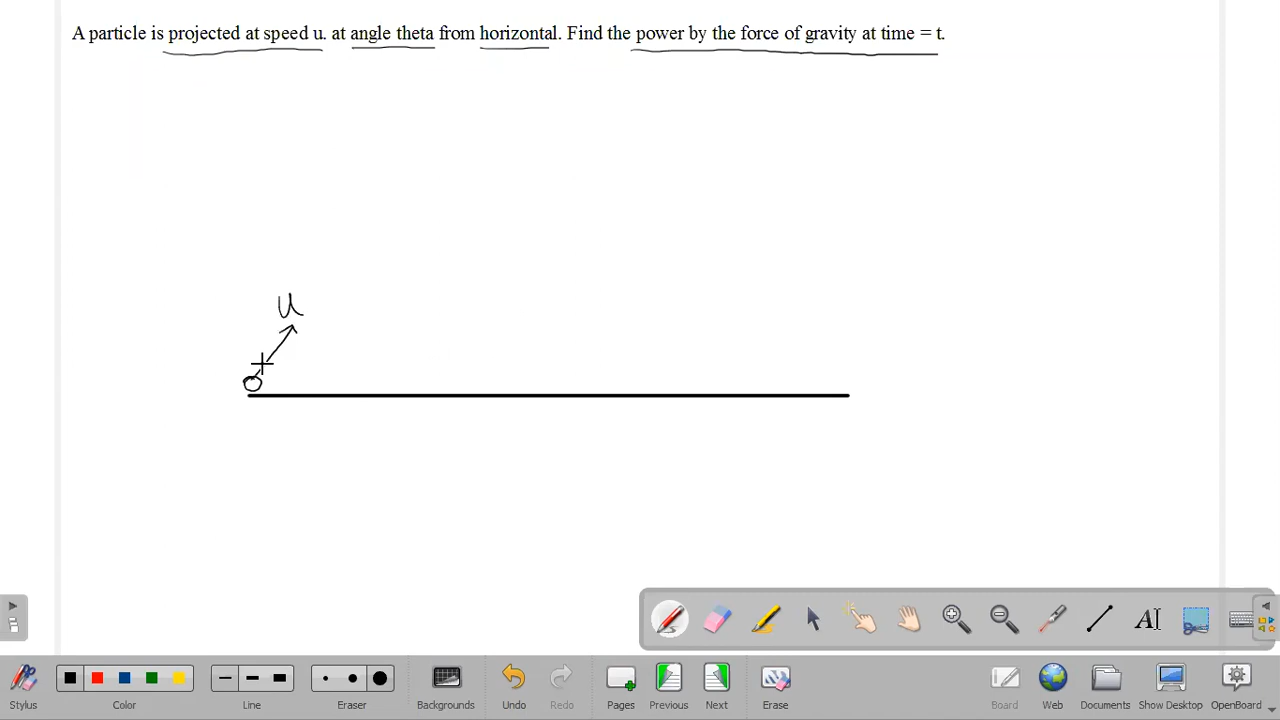 A particle is projected at speed u. at angle theta from horizontal. Find the power by the force of gravity at time = t.
u
Stylus
Color
Line
Eraser
Backgrounds
Undo
Redo
Pages
Previous
Next
Erase
Board
Web
Documents
Show Desktop
OpenBoard